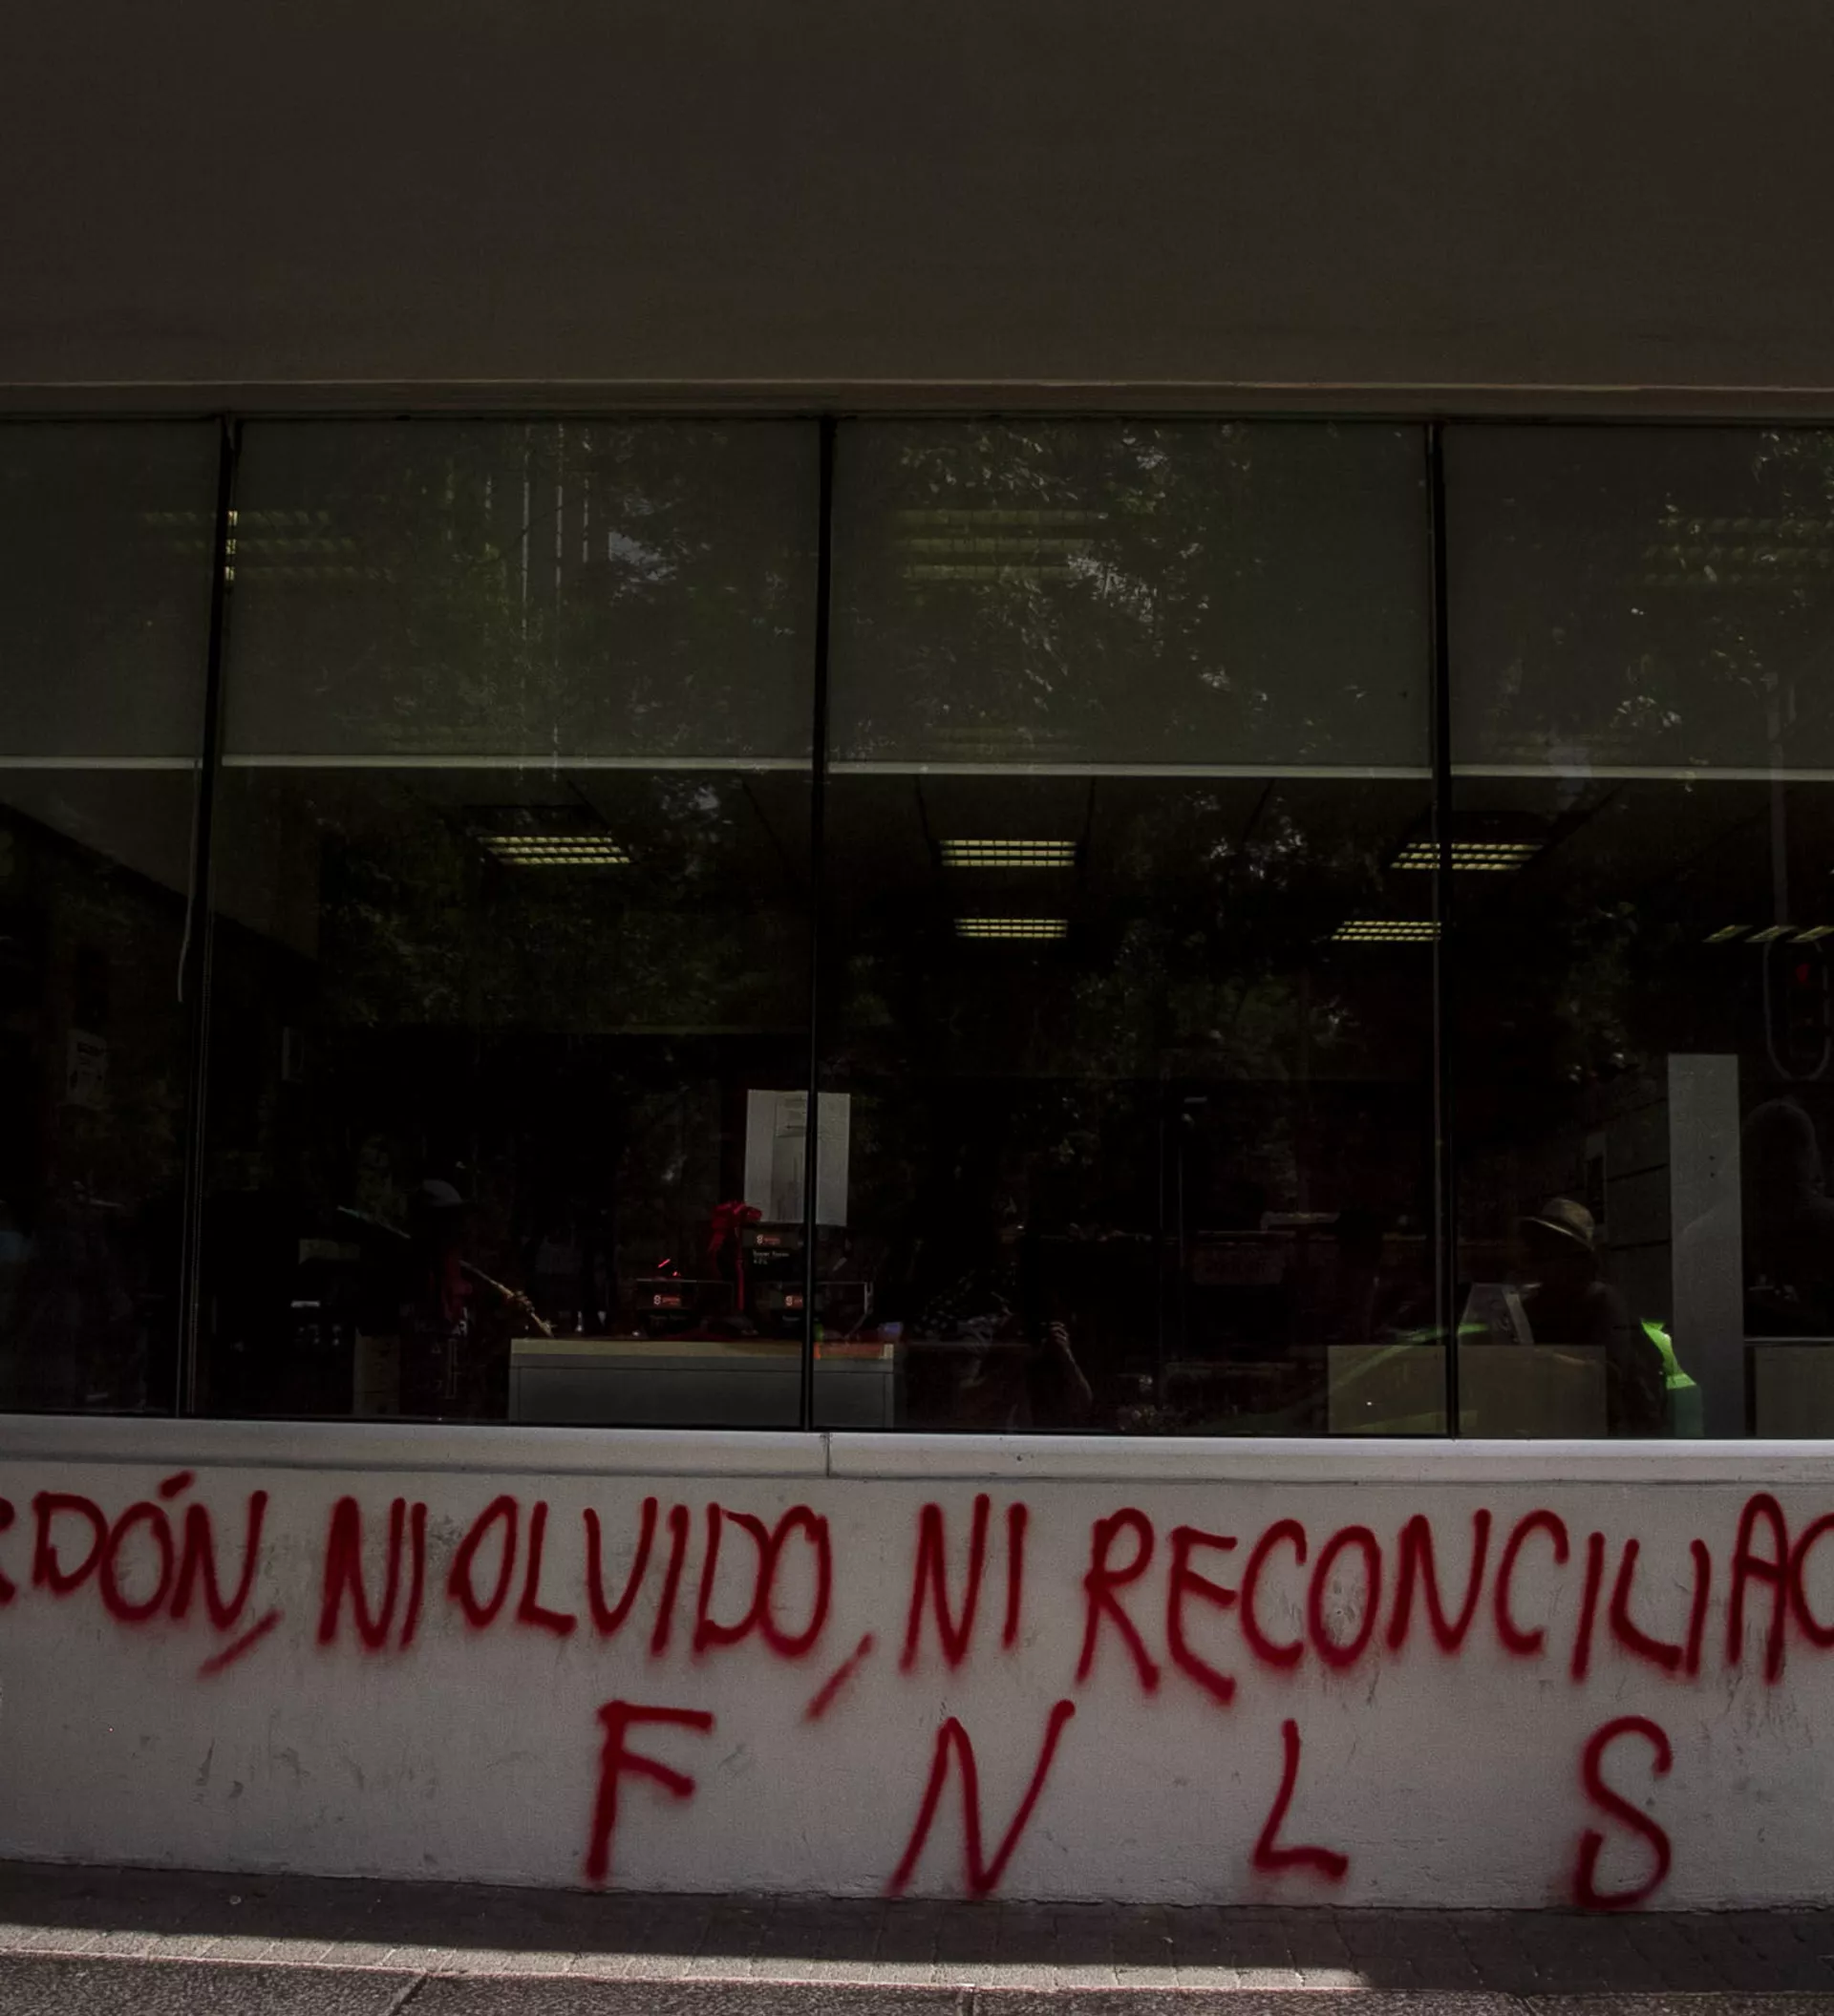 RDÓN, NI OLVIDO, NI RECONCILIAC
F N L S